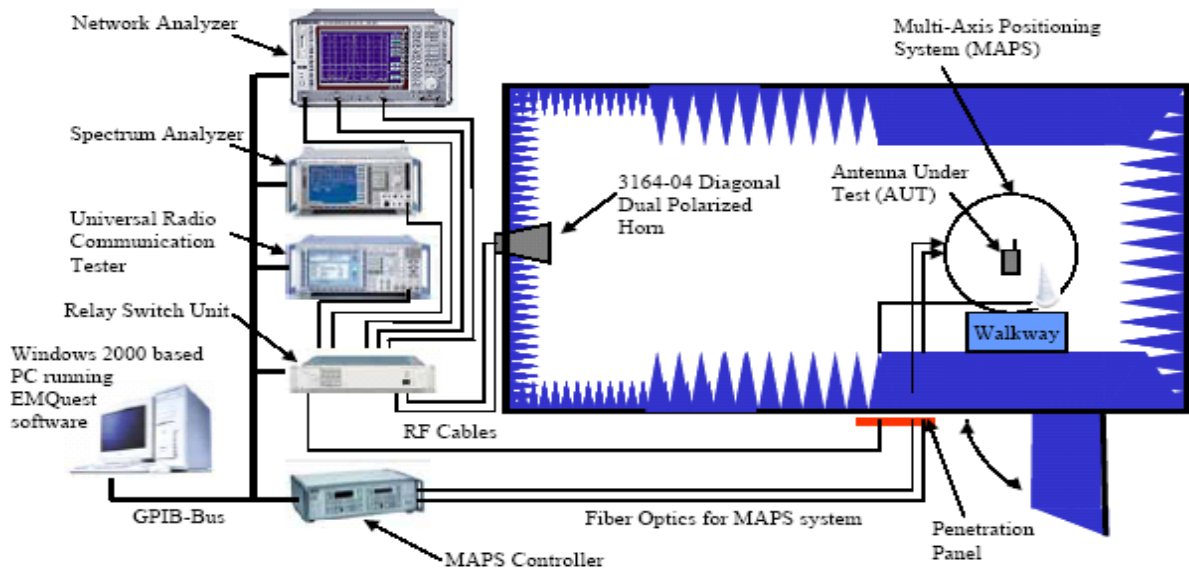 Network Analyzer
Multi-Axis Positioning
System (MAPS)
Spectrum Analyzer
3164-04 Diagonal
Dual Polarized
Horn
Antenna Under
Test (AUT)
Universal Radio
Communication
Tester
Relay Switch Unit
Walkway
Windows 2000 based
PC running
EMQuest
software
RF Cables
GPIB-Bus
Fiber Optics for MAPS system
Penetration
Panel
MAPS Controller